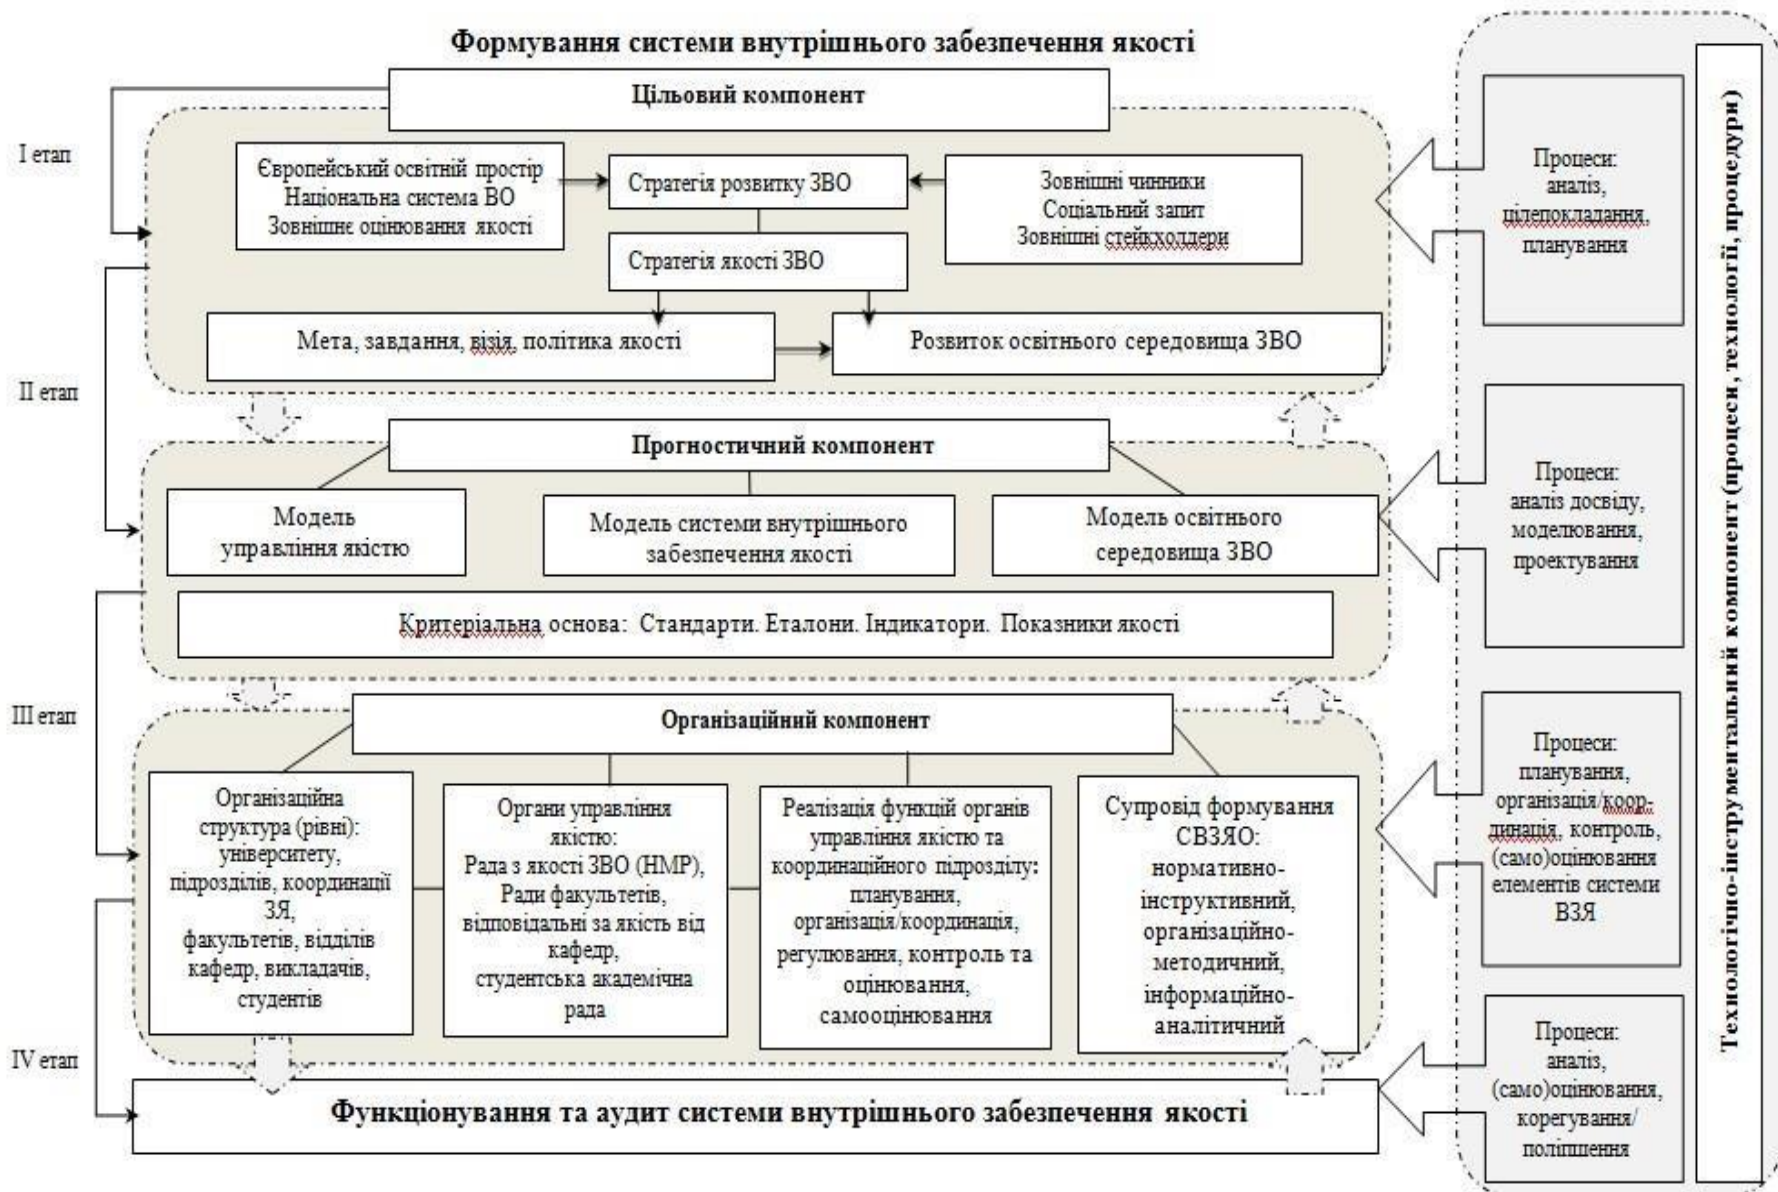 Формування системи внутрішнього забезпечення якості
Цільовий компонент
I етап
Європейський освітній простір
Національна система ВО
Зовнішнє оцінювання якості
Стратегія розвитку ЗВО
Зовнішні чинники
Соціальний запит
Зовнішні стейкхолдери
Стратегія якості ЗВО
Мета, завдання, візія, політика якості
Розвиток освітнього середовища ЗВО
Процеси:
аналіз,
цілепокладання,
планування
II етап
Прогностичний компонент
Модель
управління якістю
Модель системи внутрішнього
забезпечення якості
Модель освітнього
середовища ЗВО
Критеріальна основа: Стандарти. Еталони. Індикатори. Показники якості
Процеси:
аналіз досвіду,
моделювання,
проектування
III етап
Організаційний компонент
Організаційна
структура (рівні):
університету,
підрозділів, координації
ЗЯ,
факультетів, відділів
кафедр, викладачів,
студентів
Органи управління
якістю:
Рада з якості ЗВО (НМР),
Ради факультетів,
відповідальні за якість від
кафедр,
студентська академічна
рада
Реалізація функцій органів
управління якістю та
координаційного підрозділу:
планування,
організація/координація,
регулювання, контроль та
оцінювання,
самооцінювання
Супровід формування
СВЗЯО:
нормативно-
інструктивний,
організаційно-
методичний,
інформаційно-
аналітичний
Процеси:
планування,
організація/коор-
динація, контроль,
(само)оцінювання
елементів системи
ВЗЯ
IV етап
Функціонування та аудит системи внутрішнього забезпечення якості
Процеси:
аналіз,
(само)оцінювання,
корегування/
поліпшення
Технологічно-інструментальний компонент (процеси, технології, процедури)